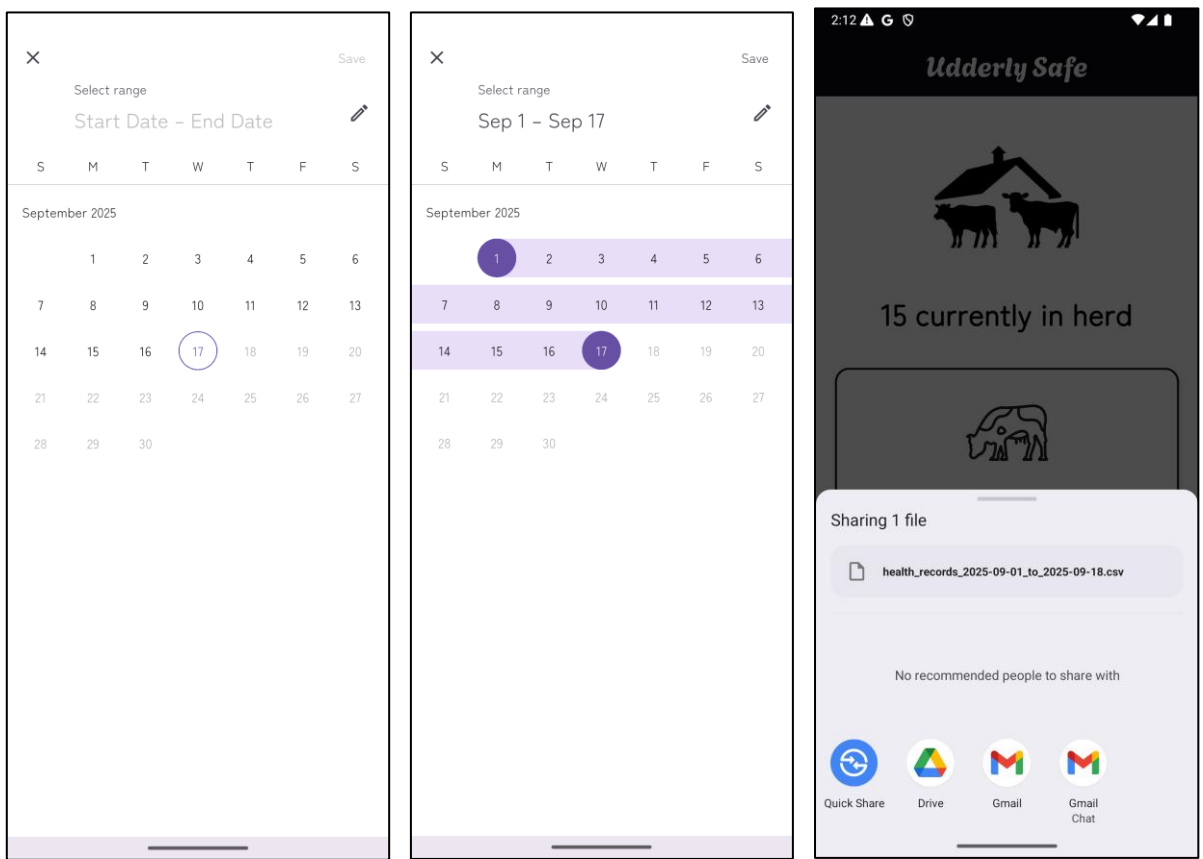 Save
Select range
Start Date – End Date
S M T W T F S
September 2025
1 2 3 4 5 6
7 8 9 10 11 12 13
14 15 16 17 18 19 20
21 22 23 24 25 26 27
28 29 30
Save
Select range
Sep 1 – Sep 17
S M T W T F S
September 2025
1 2 3 4 5 6
7 8 9 10 11 12 13
14 15 16 17 18 19 20
21 22 23 24 25 26 27
28 29 30
2:12 G
Udderly Safe
15 currently in herd
Sharing 1 file
health_records_2025-09-01_to_2025-09-18.csv
No recommended people to share with
Quick Share Drive Gmail Gmail
Chat